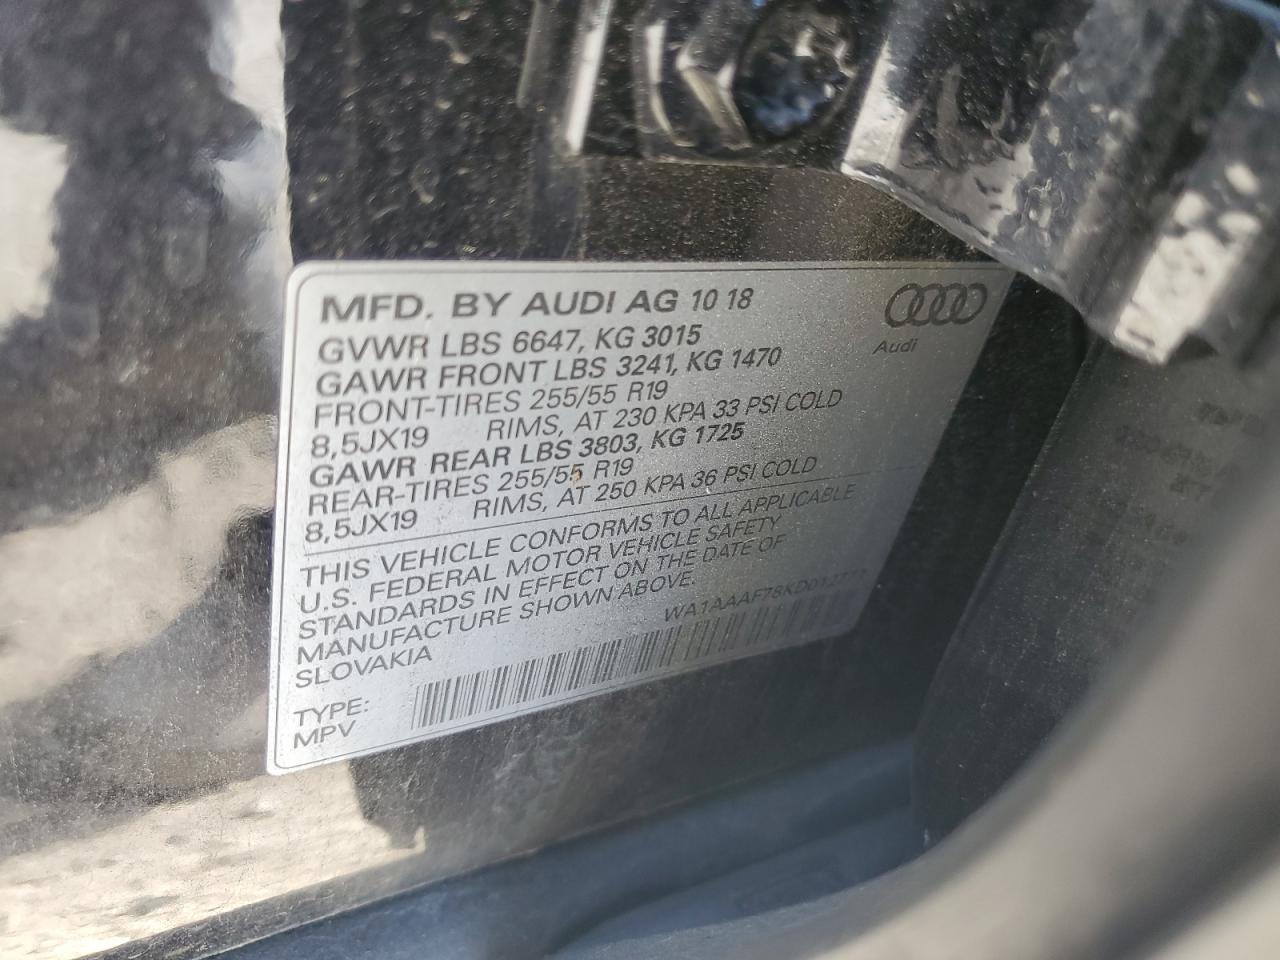 MFD. BY AUDI AG 10 18
GVWR LBS 6647, KG 3015
GAWR FRONT LBS 3241, KG 1470
FRONT-TIRES 255/55 R19
8,5JX19 RIMS, AT 230 KPA 33 PSI COLD
GAWR REAR LBS 3803, KG 1725
REAR-TIRES 255/55 R19
8,5JX19 RIMS, AT 250 KPA 36 PSI COLD
Audi
THIS VEHICLE CONFORMS TO ALL APPLICABLE
U.S. FEDERAL MOTOR VEHICLE SAFETY
STANDARDS IN EFFECT ON THE DATE OF
MANUFACTURE SHOWN ABOVE.
SLOVAKIA
TYPE:
MPV